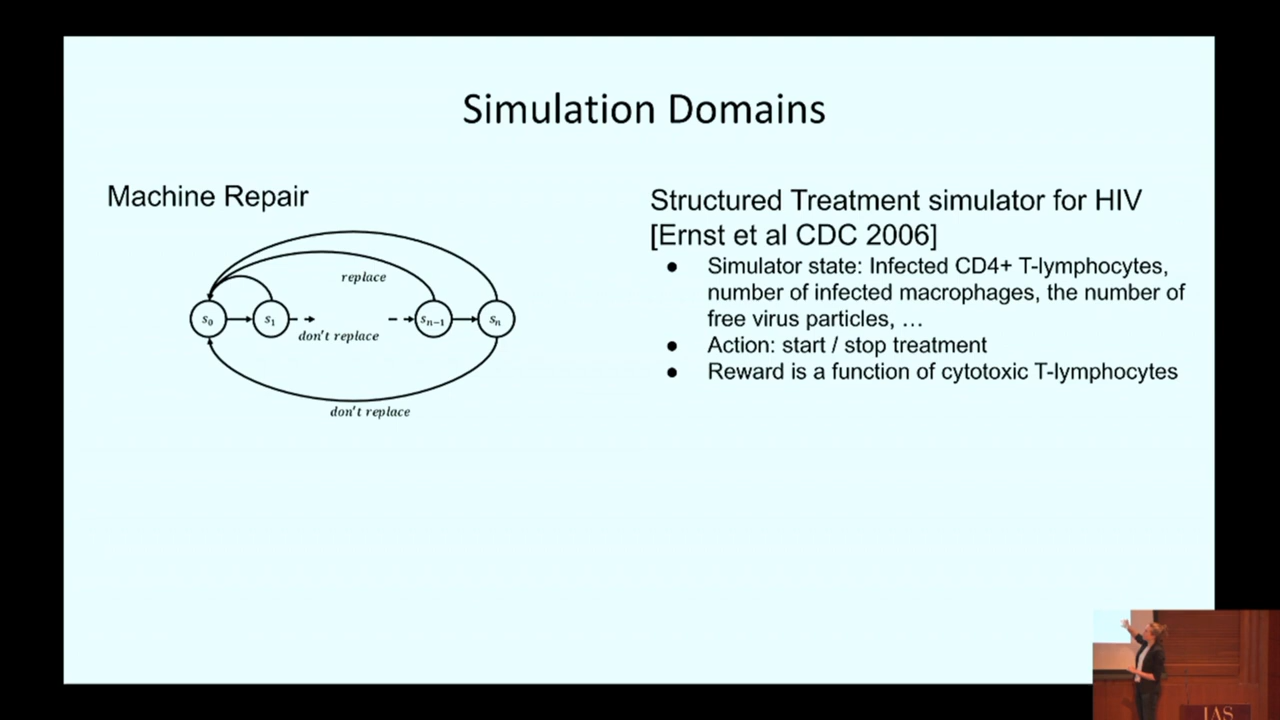 Simulation Domains
Machine Repair
replace
s₀
s₁
sₙ₋₁
sₙ
don't replace
don't replace
Structured Treatment simulator for HIV
[Ernst et al CDC 2006]
● Simulator state: Infected CD4+ T-lymphocytes,
number of infected macrophages, the number of
free virus particles, …
● Action: start / stop treatment
● Reward is a function of cytotoxic T-lymphocytes
IAS